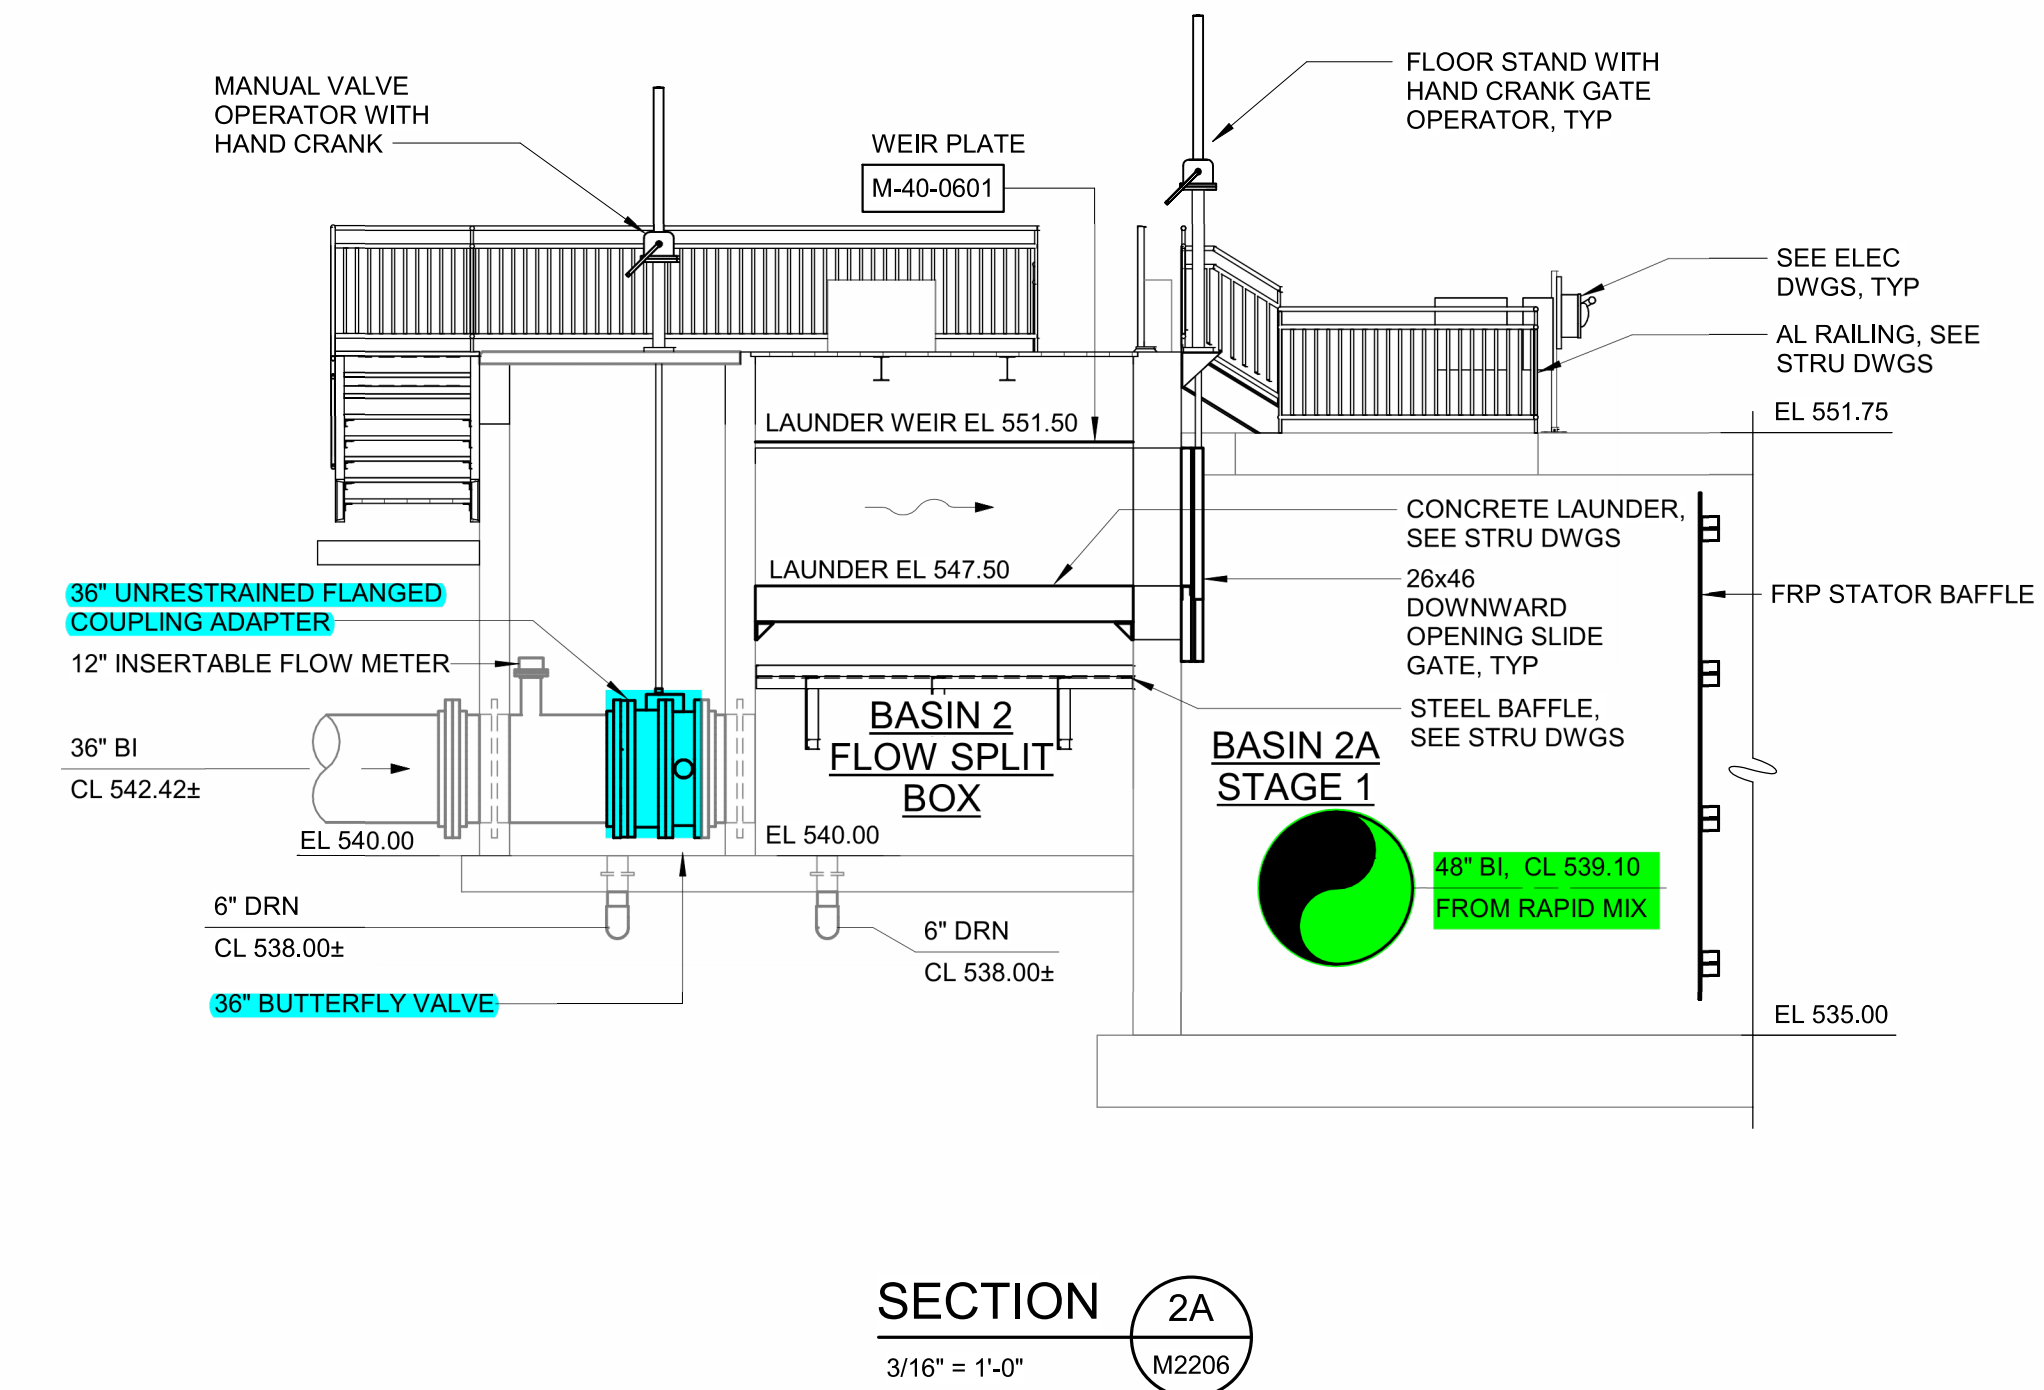 MANUAL VALVE
OPERATOR WITH
HAND CRANK
WEIR PLATE
M-40-0601
FLOOR STAND WITH
HAND CRANK GATE
OPERATOR, TYP
SEE ELEC
DWGS, TYP
AL RAILING, SEE
STRU DWGS
EL 551.75
LAUNDER WEIR EL 551.50
CONCRETE LAUNDER,
SEE STRU DWGS
LAUNDER EL 547.50
26x46
DOWNWARD
OPENING SLIDE
GATE, TYP
FRP STATOR BAFFLE
36" UNRESTRAINED FLANGED
COUPLING ADAPTER
12" INSERTABLE FLOW METER
STEEL BAFFLE,
SEE STRU DWGS
36" BI
CL 542.42±
BASIN 2
FLOW SPLIT
BOX
BASIN 2A
STAGE 1
EL 540.00
EL 540.00
48" BI, CL 539.10
FROM RAPID MIX
6" DRN
CL 538.00±
6" DRN
CL 538.00±
36" BUTTERFLY VALVE
EL 535.00
SECTION
2A
3/16" = 1'-0"
M2206